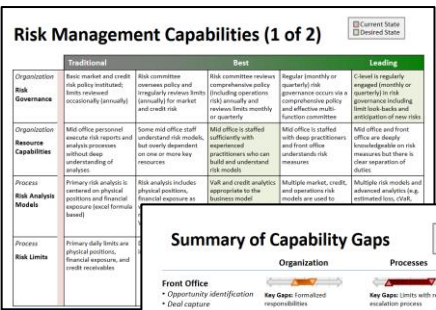 Risk Management Capabilities (1 of 2)
Current State
Desired State
Traditional
Best
Leading
Organization
Risk
Governance
Basic market and credit
risk policy instituted;
limits reviewed
occasionally (annually)
Risk committee
oversees policy and
irregularly reviews limits
(annually) for market
and credit risk
Risk committee reviews
comprehensive policy
(including operations
risk) annually and
reviews limits monthly
or quarterly
Regular (monthly or
quarterly) risk
governance occurs via a
comprehensive policy
and effective multi-
function committee
C-level is regularly
engaged (monthly or
quarterly) in risk
governance including
limit look-backs and
anticipation of new risks
Organization
Resource
Capabilities
Mid office personnel
execute risk reports and
analysis processes
without deep
understanding of
analyses
Some mid office staff
understand risk models,
but overly dependent
on one or more key
resources
Mid office is staffed
sufficiently with
experienced
practitioners who can
build and understand
risk models
Mid office is staffed
with deep practitioners
and front office
understands risk
measures
Mid office and front
office are deeply
knowledgeable on risk
measures but there is
clear separation of
duties
Process
Risk Analysis
Models
Primary risk analysis is
centered on physical
positions and financial
exposure (excel formula
based)
Risk analysis includes
physical positions,
financial exposure as
VaR and credit analytics
appropriate to the
business model
Multiple market, credit,
and operations risk
models are used to
Multiple risk models and
advanced analytics (e.g.
estimated loss, cVaR,
Process
Risk Limits
Primary daily limits are
physical positions,
financial exposure, and
credit receivables
Summary of Capability Gaps
Organization
Processes
Front Office
• Opportunity identification
• Deal capture
Key Gaps: Formalized
responsibilities
Key Gaps: Limits with
escalation process